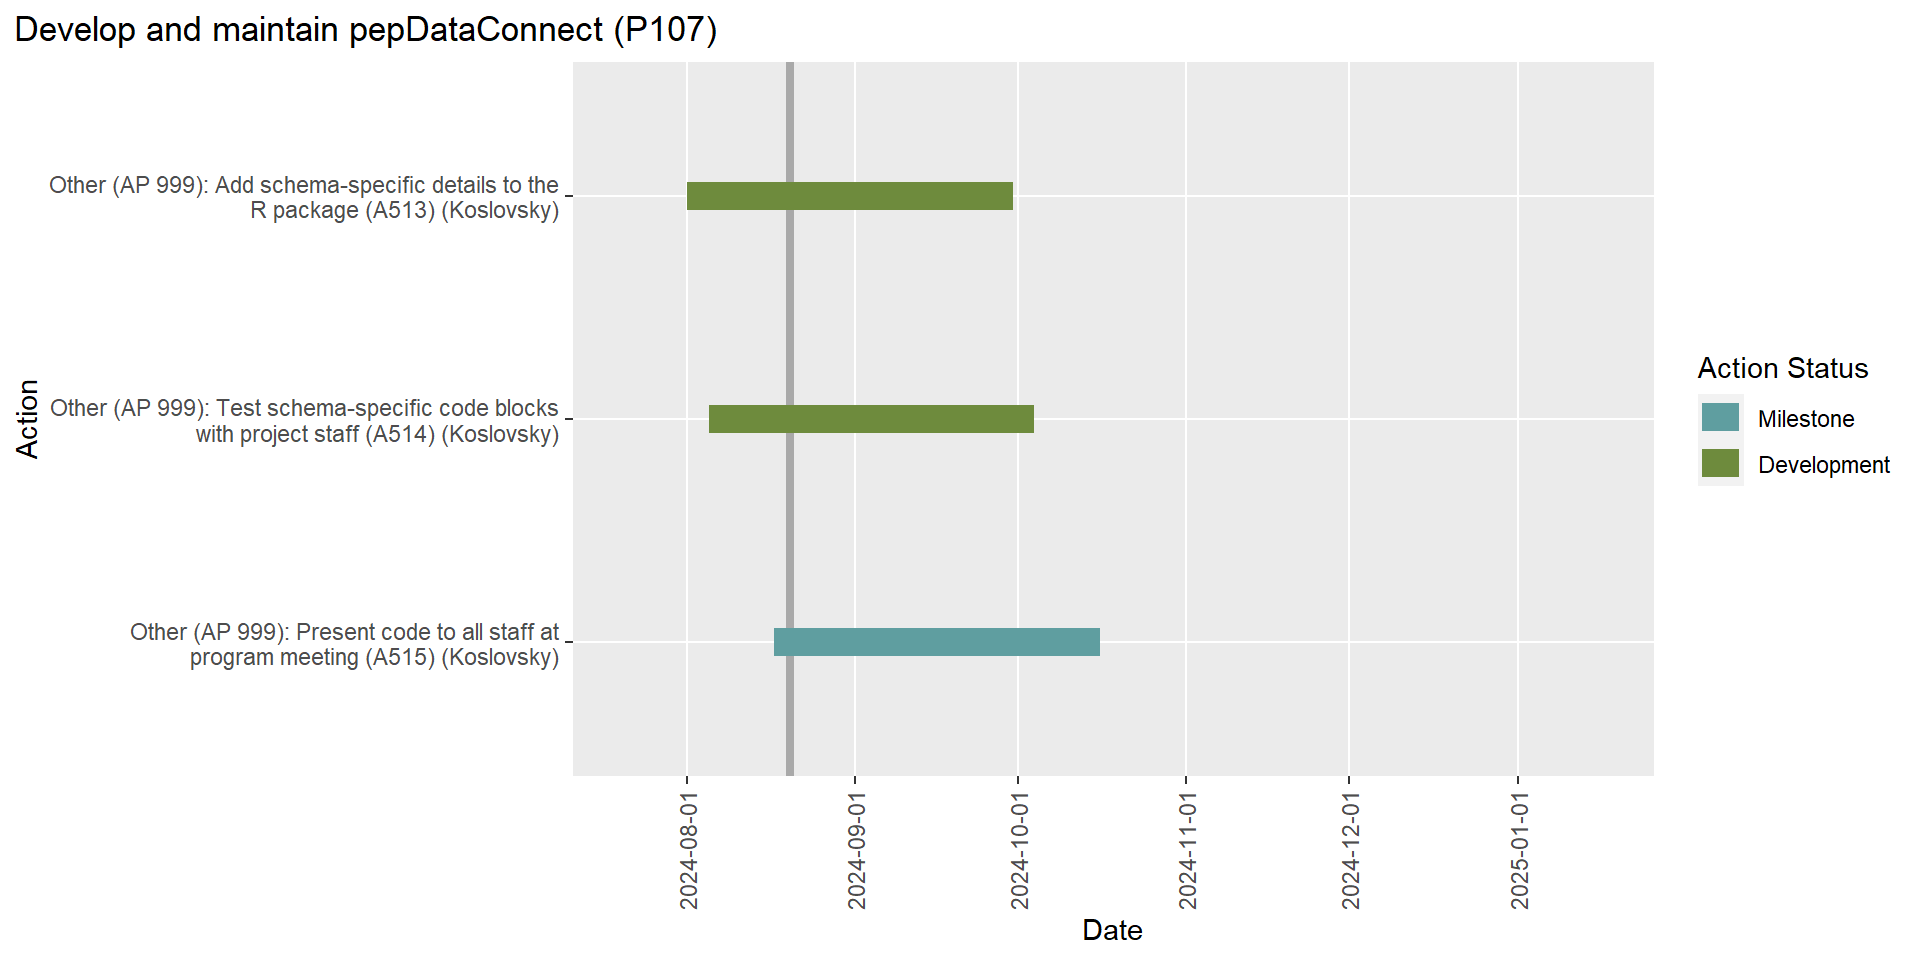 Develop and maintain pepDataConnect (P107)
Other (AP 999): Add schema-specific details to the
R package (A513) (Koslovsky)
Other (AP 999): Test schema-specific code blocks
with project staff (A514) (Koslovsky)
Other (AP 999): Present code to all staff at
program meeting (A515) (Koslovsky)
Action
2024-08-01
2024-09-01
2024-10-01
2024-11-01
2024-12-01
2025-01-01
Date
Action Status
Milestone
Development